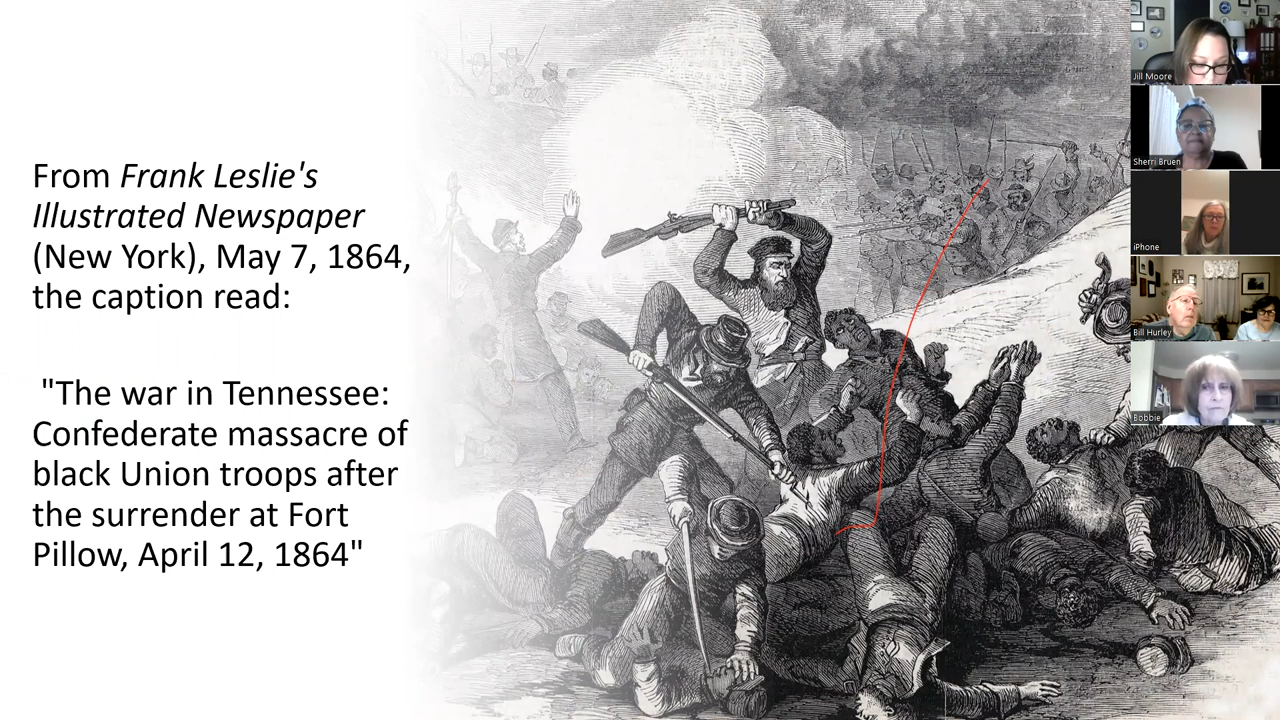 From Frank Leslie's
Illustrated Newspaper
(New York), May 7, 1864,
the caption read:
"The war in Tennessee:
Confederate massacre of
black Union troops after
the surrender at Fort
Pillow, April 12, 1864"
Jill Moore
Sherri Bruen
iPhone
Bill Hurley
Bobbie